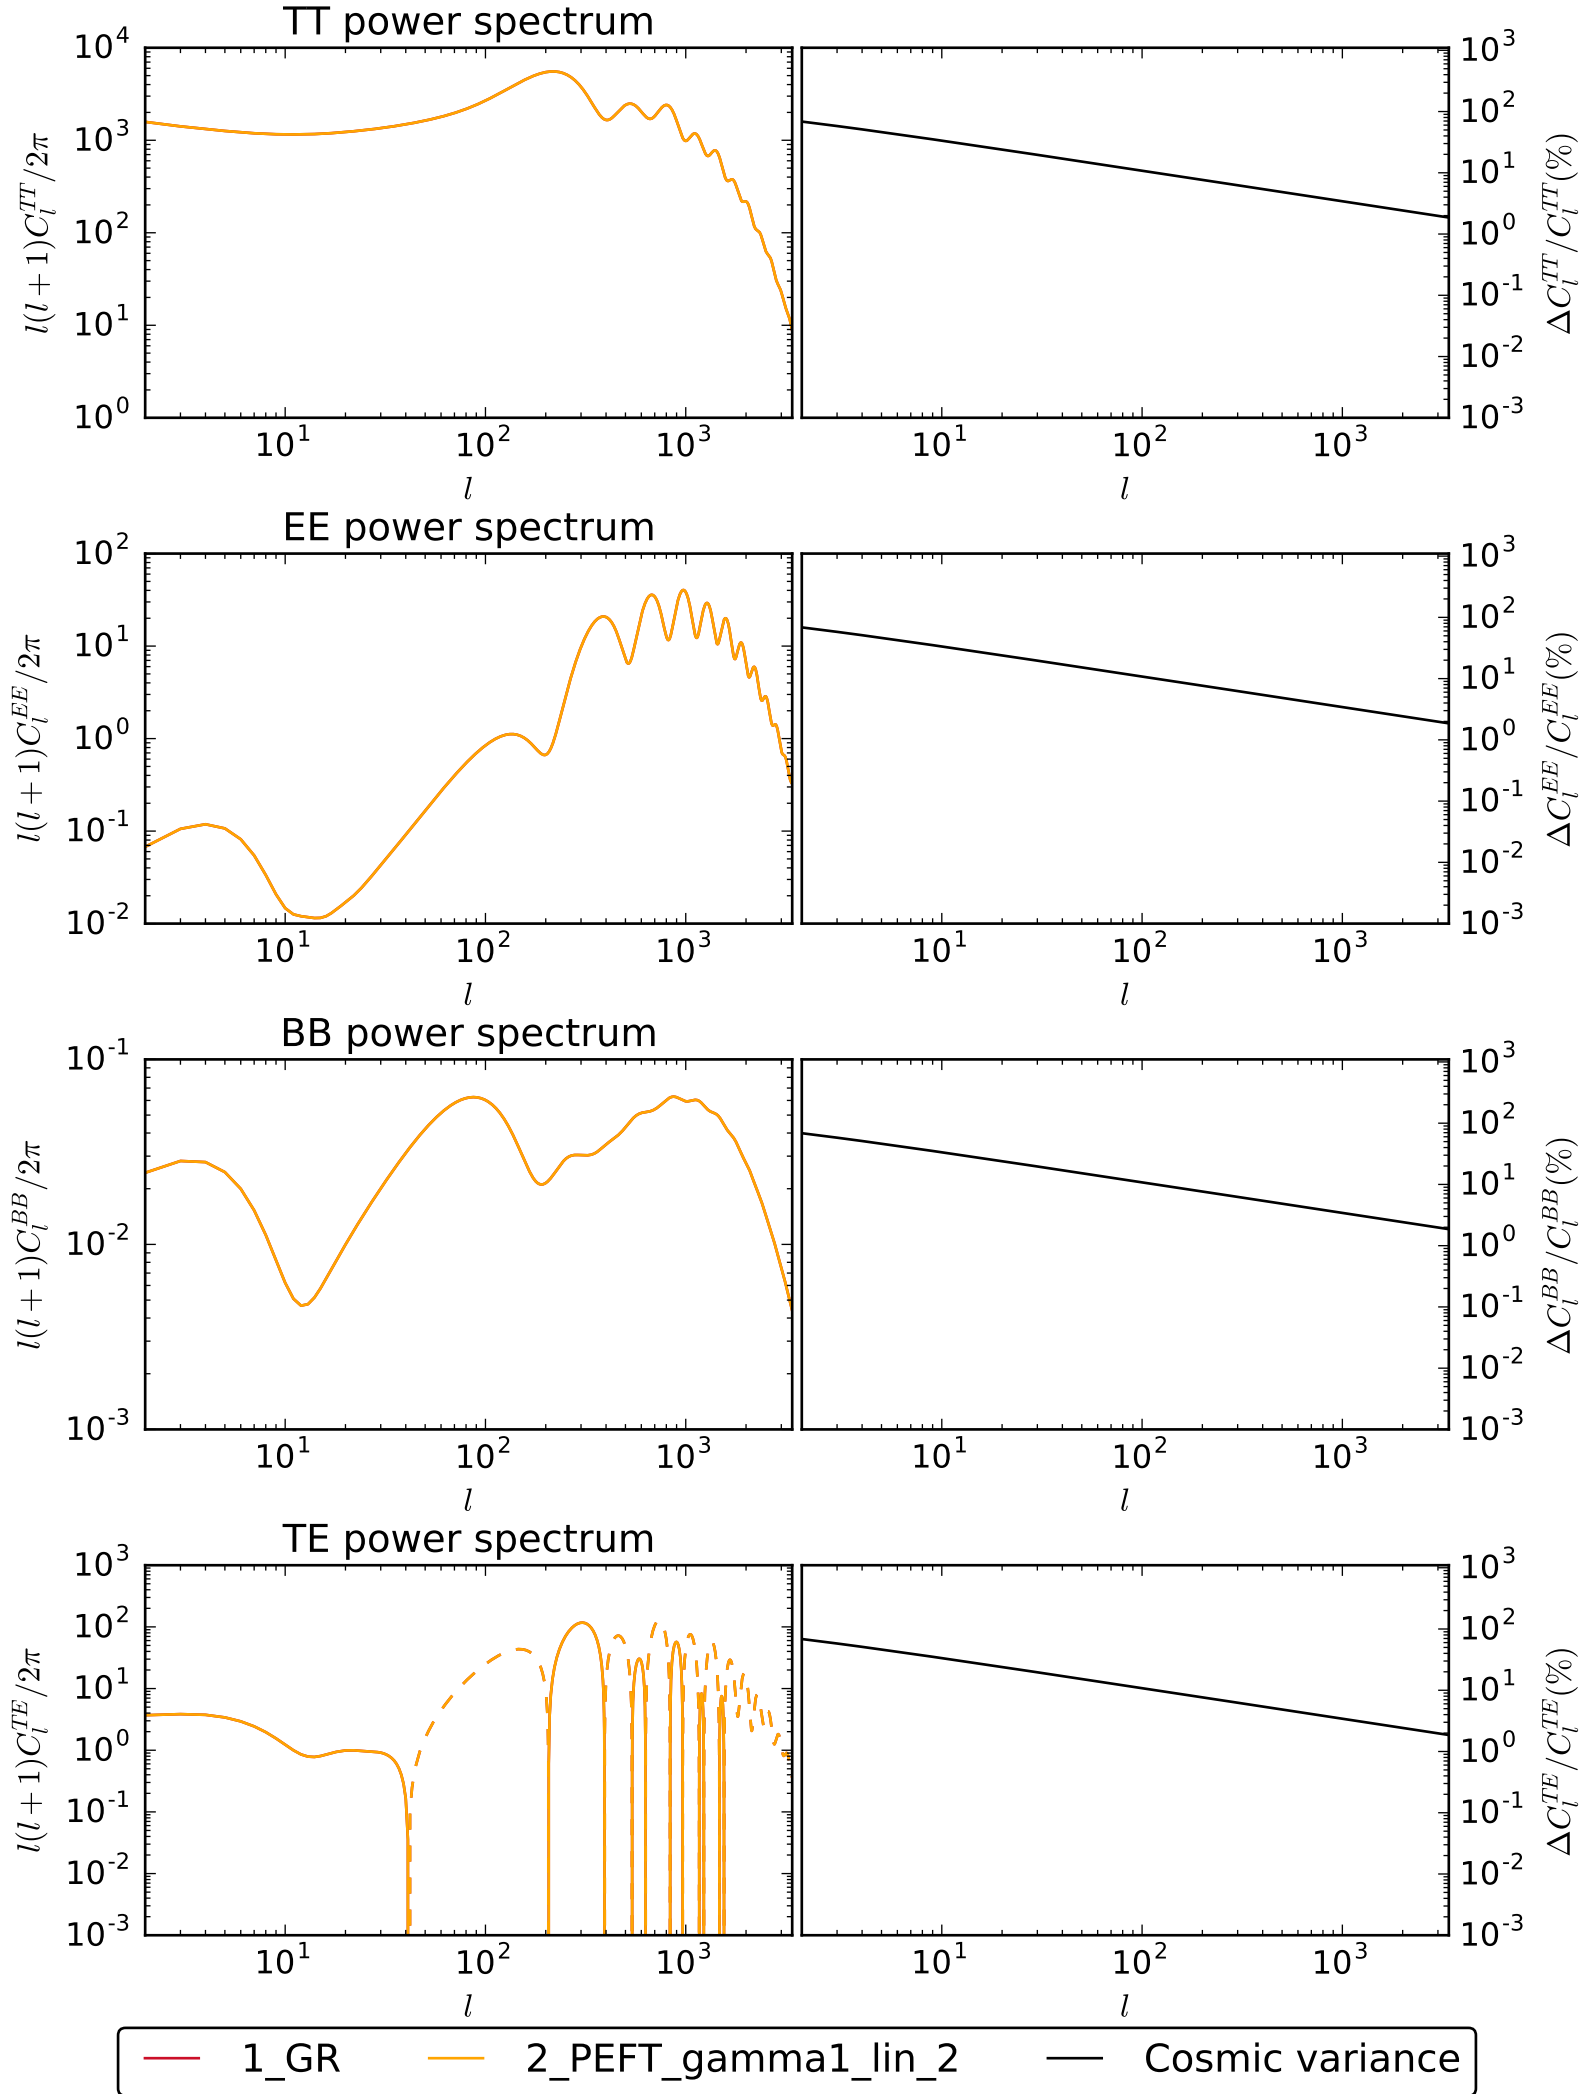 TT power spectrum
10^4
10^3
10^2
10^1
10^0
l(l + 1)C_l^{TT}/2π
10^1 10^2 10^3
l
10^3
10^2
10^1
10^0
10^-1
10^-2
10^-3
ΔC_l^{TT}/C_l^{TT}(%)
10^1 10^2 10^3
l
EE power spectrum
10^2
10^1
10^0
10^-1
10^-2
l(l + 1)C_l^{EE}/2π
10^1 10^2 10^3
l
10^3
10^2
10^1
10^0
10^-1
10^-2
10^-3
ΔC_l^{EE}/C_l^{EE}(%)
10^1 10^2 10^3
l
BB power spectrum
10^-1
10^-2
10^-3
l(l + 1)C_l^{BB}/2π
10^1 10^2 10^3
l
10^3
10^2
10^1
10^0
10^-1
10^-2
10^-3
ΔC_l^{BB}/C_l^{BB}(%)
10^1 10^2 10^3
l
TE power spectrum
10^3
10^2
10^1
10^0
10^-1
10^-2
10^-3
l(l + 1)C_l^{TE}/2π
10^1 10^2 10^3
l
10^3
10^2
10^1
10^0
10^-1
10^-2
10^-3
ΔC_l^{TE}/C_l^{TE}(%)
10^1 10^2 10^3
l
1_GR 2_PEFT_gamma1_lin_2 Cosmic variance